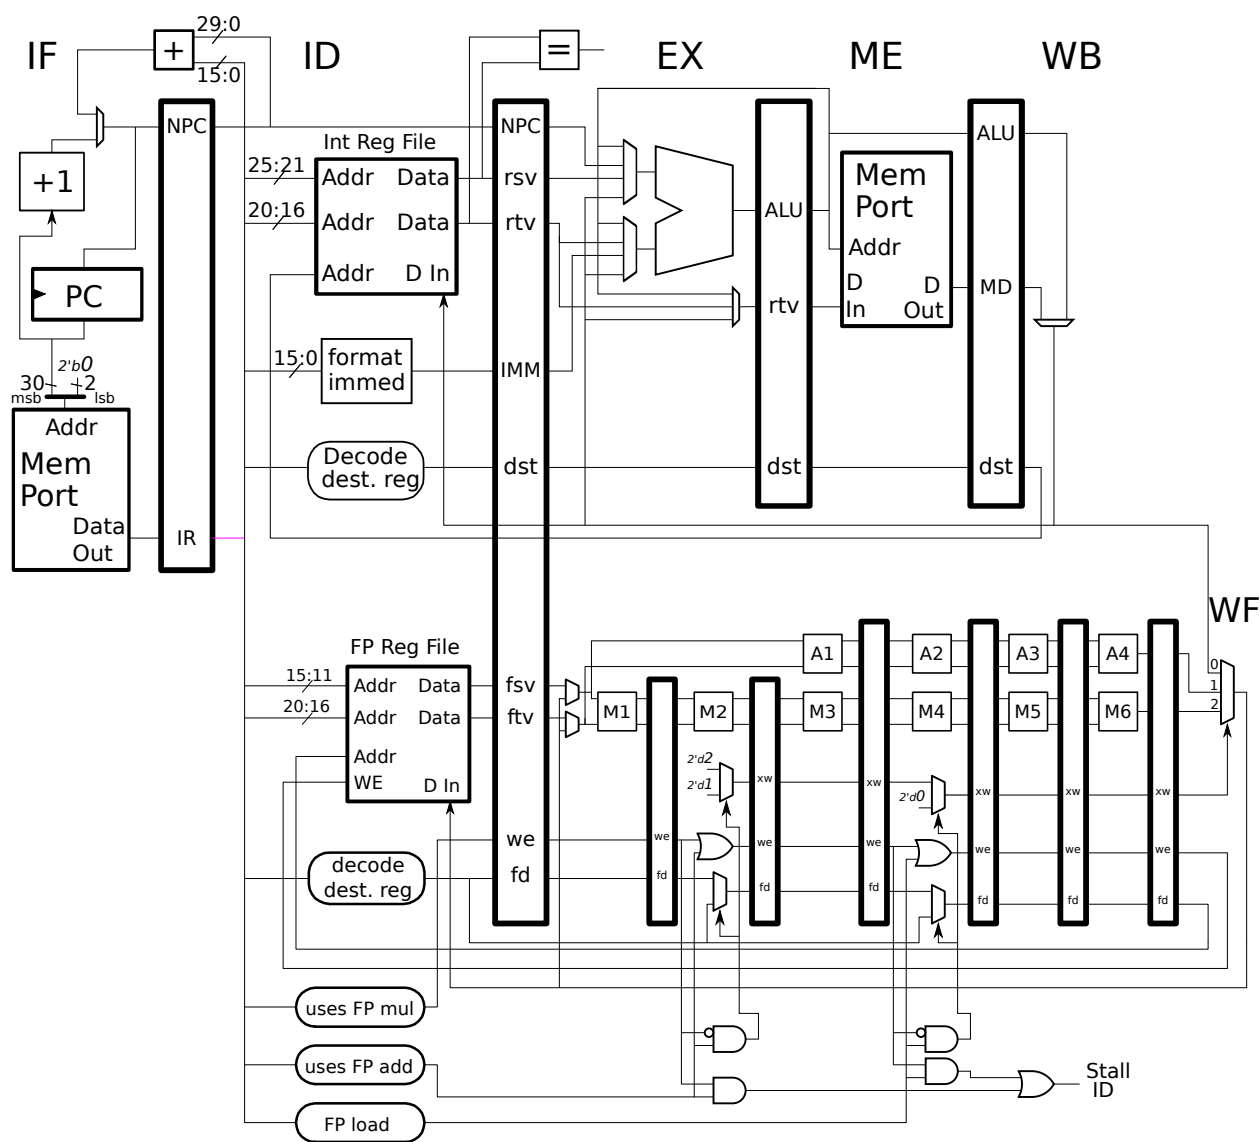 IF
ID
EX
ME
WB
29:0
+
15:0
=
NPC
+1
PC
2'b0
30
2
msb
lsb
Addr
Mem
Port
Data
Out
IR
Int Reg File
25:21
Addr
Data
20:16
Addr
Data
Addr
D In
15:0
format
immed
Decode
dest. reg
NPC
rsv
rtv
IMM
dst
ALU
rtv
dst
Mem
Port
Addr
D
In
D
Out
ALU
MD
dst
WF
FP Reg File
15:11
Addr
Data
20:16
Addr
Data
Addr
WE
D In
decode
dest. reg
fsv
ftv
we
fd
A1
A2
A3
A4
M1
M2
M3
M4
M5
M6
0
1
2
2'd2
2'd1
2'd0
xw
xw
xw
xw
xw
we
we
we
we
we
we
fd
fd
fd
fd
fd
fd
uses FP mul
uses FP add
FP load
Stall
ID